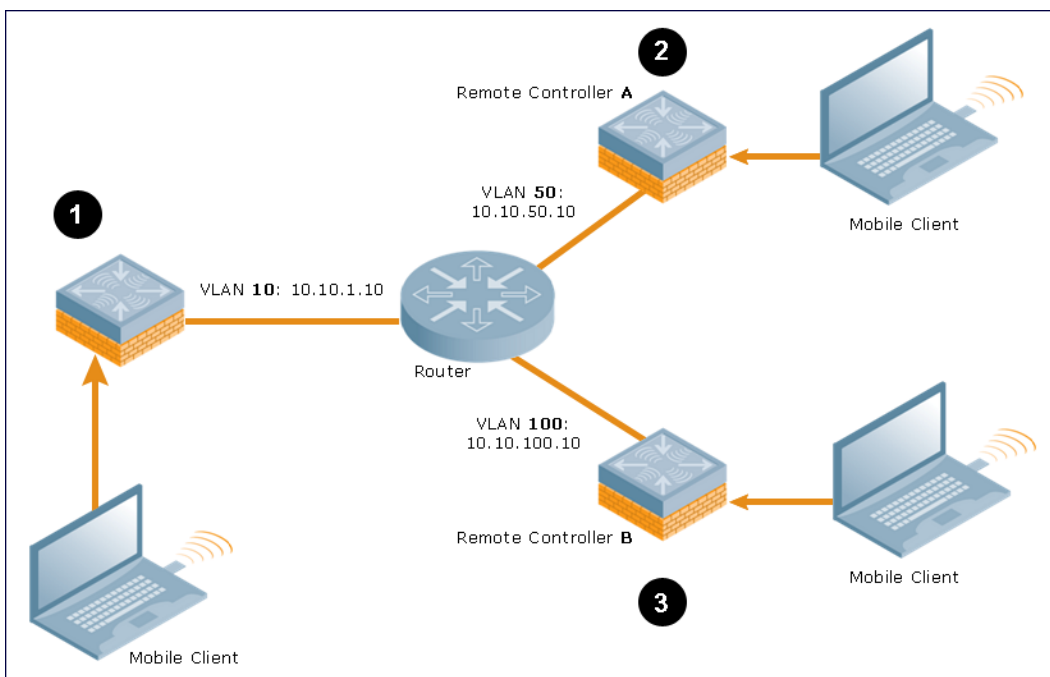 2
Remote Controller A
VLAN 50:
10.10.50.10
Mobile Client
1
VLAN 10: 10.10.1.10
Router
VLAN 100:
10.10.100.10
Remote Controller B
Mobile Client
3
Mobile Client